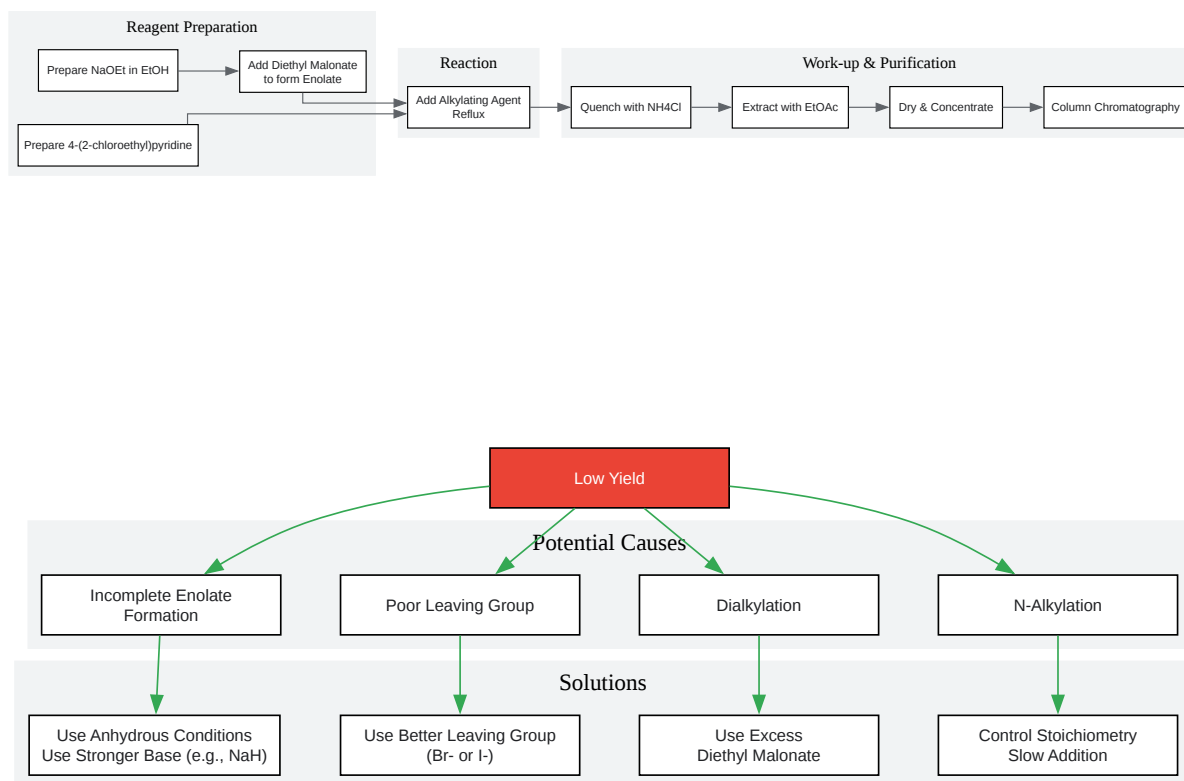 Reagent Preparation
Prepare NaOEt in EtOH
Add Diethyl Malonate
to form Enolate
Prepare 4-(2-chloroethyl)pyridine
Reaction
Add Alkylating Agent
Reflux
Work-up & Purification
Quench with NH4Cl
Extract with EtOAc
Dry & Concentrate
Column Chromatography
Low Yield
Potential Causes
Incomplete Enolate
Formation
Poor Leaving Group
Dialkylation
N-Alkylation
Solutions
Use Anhydrous Conditions
Use Stronger Base (e.g., NaH)
Use Better Leaving Group
(Br- or I-)
Use Excess
Diethyl Malonate
Control Stoichiometry
Slow Addition